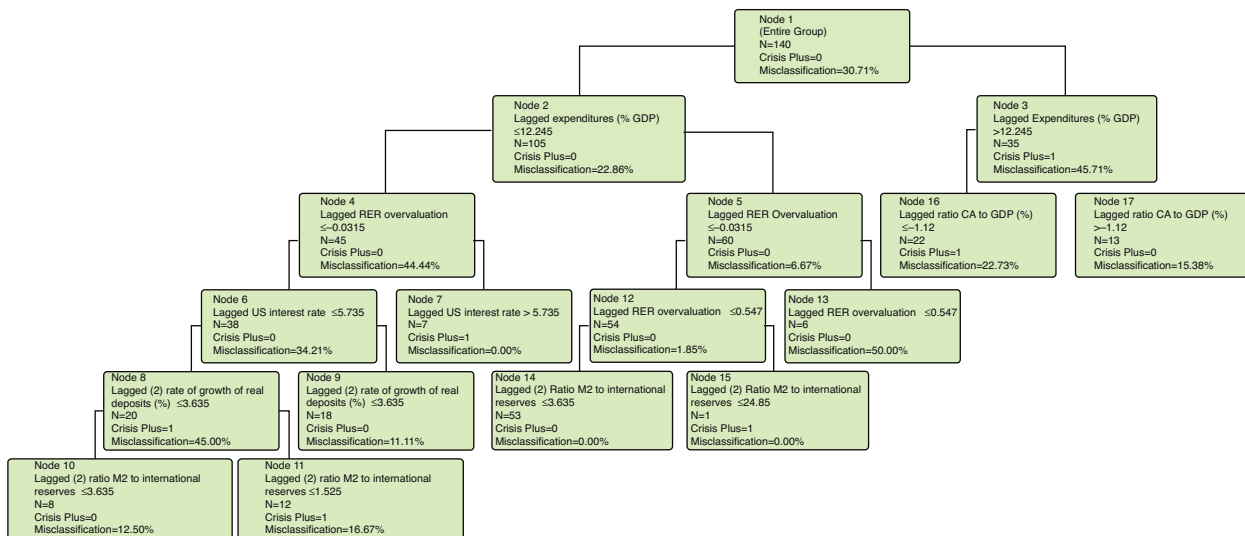 Node 1
(Entire Group)
N=140
Crisis Plus=0
Misclassification=30.71%
Node 2
Lagged expenditures (% GDP)
≤12.245
N=105
Crisis Plus=0
Misclassification=22.86%
Node 3
Lagged Expenditures (% GDP)
>12.245
N=35
Crisis Plus=1
Misclassification=45.71%
Node 4
Lagged RER overvaluation
≤–0.0315
N=45
Crisis Plus=0
Misclassification=44.44%
Node 5
Lagged RER Overvaluation
≤–0.0315
N=60
Crisis Plus=0
Misclassification=6.67%
Node 16
Lagged ratio CA to GDP (%)
≤–1.12
N=22
Crisis Plus=1
Misclassification=22.73%
Node 17
Lagged ratio CA to GDP (%)
>–1.12
N=13
Crisis Plus=0
Misclassification=15.38%
Node 6
Lagged US interest rate ≤5.735
N=38
Crisis Plus=0
Misclassification=34.21%
Node 7
Lagged US interest rate > 5.735
N=7
Crisis Plus=1
Misclassification=0.00%
Node 12
Lagged RER overvaluation ≤0.547
N=54
Crisis Plus=0
Misclassification=1.85%
Node 13
Lagged RER overvaluation ≤0.547
N=6
Crisis Plus=0
Misclassification=50.00%
Node 8
Lagged (2) rate of growth of real
deposits (%) ≤3.635
N=20
Crisis Plus=1
Misclassification=45.00%
Node 9
Lagged (2) rate of growth of real
deposits (%) ≤3.635
N=18
Crisis Plus=0
Misclassification=11.11%
Node 14
Lagged (2) Ratio M2 to international
reserves ≤3.635
N=53
Crisis Plus=0
Misclassification=0.00%
Node 15
Lagged (2) Ratio M2 to international
reserves ≤24.85
N=1
Crisis Plus=1
Misclassification=0.00%
Node 10
Lagged (2) ratio M2 to international
reserves ≤3.635
N=8
Crisis Plus=0
Misclassification=12.50%
Node 11
Lagged (2) ratio M2 to international
reserves ≤1.525
N=12
Crisis Plus=1
Misclassification=16.67%